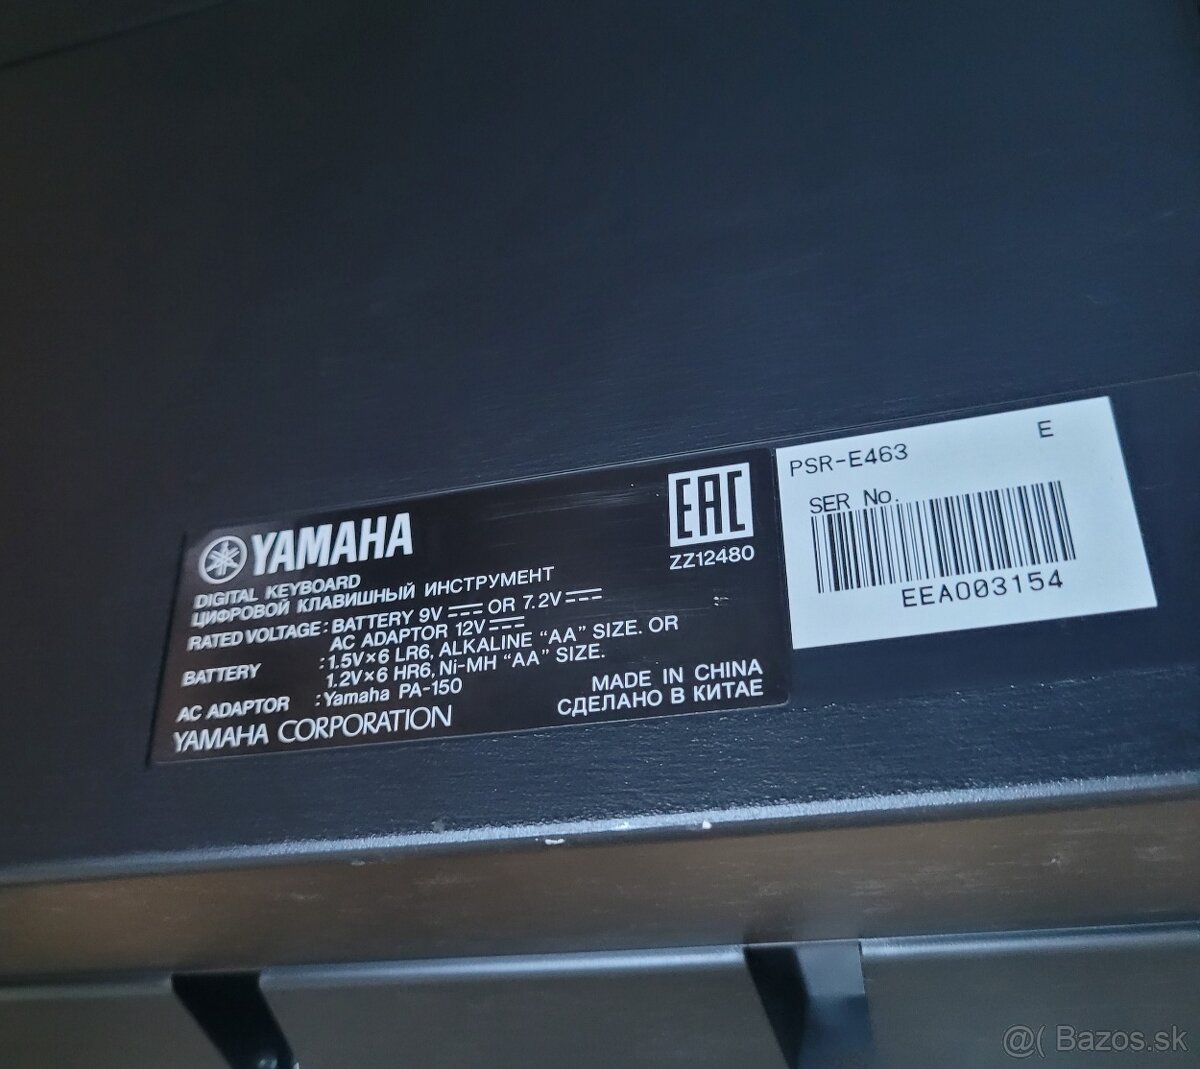 YAMAHA
DIGITAL KEYBOARD
ЦИФРОВОЙ КЛАВИШНЫЙ ИНСТРУМЕНТ
RATED VOLTAGE : BATTERY 9V ⎓ OR 7.2V ⎓
AC ADAPTOR 12V ⎓
BATTERY : 1.5V×6 LR6, ALKALINE "AA" SIZE. OR
1.2V×6 HR6, Ni-MH "AA" SIZE.
AC ADAPTOR : Yamaha PA-150
YAMAHA CORPORATION
EAC
ZZ12480
MADE IN CHINA
СДЕЛАНО В КИТАЕ
PSR-E463 E
SER No.
EEAO03154
@( Bazos.sk